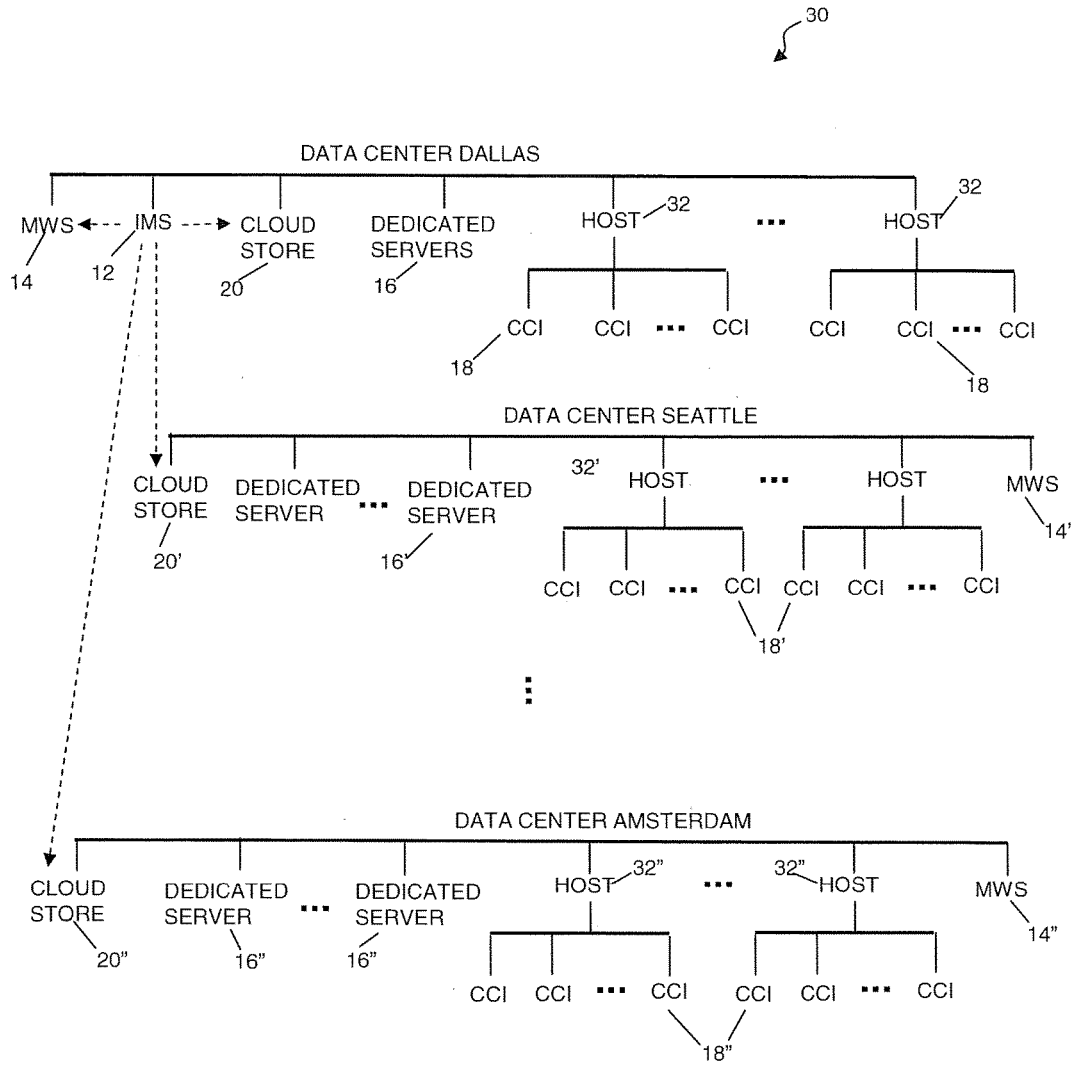 30
DATA CENTER DALLAS
MWS
IMS
CLOUD
STORE
DEDICATED
SERVERS
HOST
32
HOST
32
14
12
20
16
CCI
CCI
CCI
CCI
CCI
CCI
18
18
DATA CENTER SEATTLE
CLOUD
STORE
DEDICATED
SERVER
DEDICATED
SERVER
32'
HOST
HOST
MWS
20'
16'
14'
CCI
CCI
CCI
CCI
CCI
CCI
18'
DATA CENTER AMSTERDAM
CLOUD
STORE
DEDICATED
SERVER
DEDICATED
SERVER
HOST
32"
32"
HOST
MWS
20"
16"
16"
14"
CCI
CCI
CCI
CCI
CCI
CCI
18"